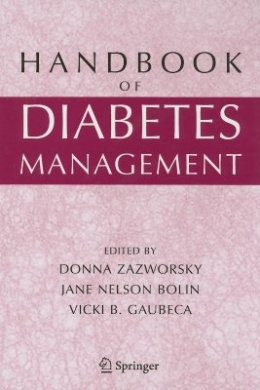 HANDBOOK
OF
DIABETES
MANAGEMENT
EDITED BY
DONNA ZAZWORSKY
JANE NELSON BOLIN
VICKI B. GAUBECA
Springer